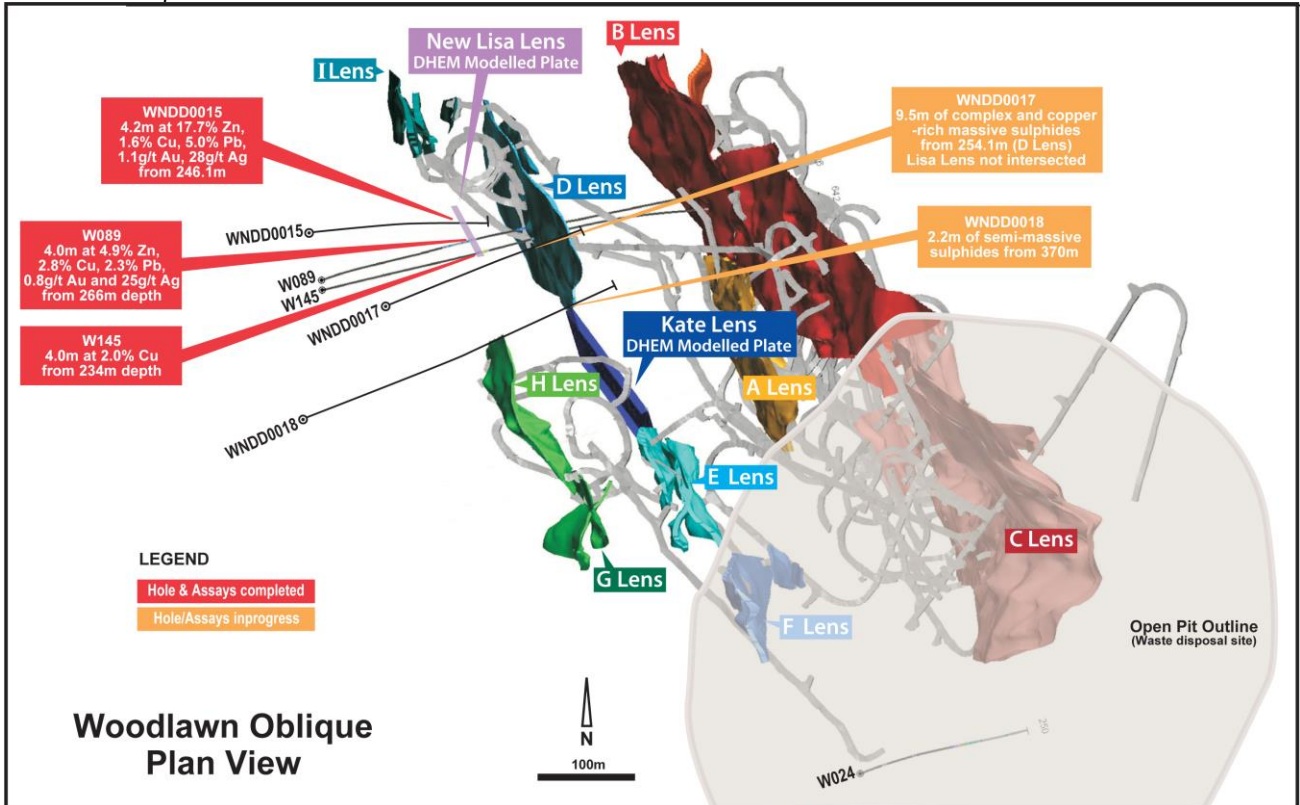 B Lens
New Lisa Lens
DHEM Modelled Plate
I Lens
WNDD0015
4.2m at 17.7% Zn,
1.6% Cu, 5.0% Pb,
1.1g/t Au, 28g/t Ag
from 246.1m
WNDD0017
9.5m of complex and copper
-rich massive sulphides
from 254.1m (D Lens)
Lisa Lens not intersected
D Lens
642
WNDD0015
W089
4.0m at 4.9% Zn,
2.8% Cu, 2.3% Pb,
0.8g/t Au and 25g/t Ag
from 266m depth
WNDD0018
2.2m of semi-massive
sulphides from 370m
W089
W145
WNDD0017
W145
4.0m at 2.0% Cu
from 234m depth
Kate Lens
DHEM Modelled Plate
H Lens
A Lens
WNDD0018
E Lens
C Lens
LEGEND
Hole & Assays completed
Hole/Assays inprogress
G Lens
F Lens
Open Pit Outline
(Waste disposal site)
Woodlawn Oblique
Plan View
N
100m
250
W024